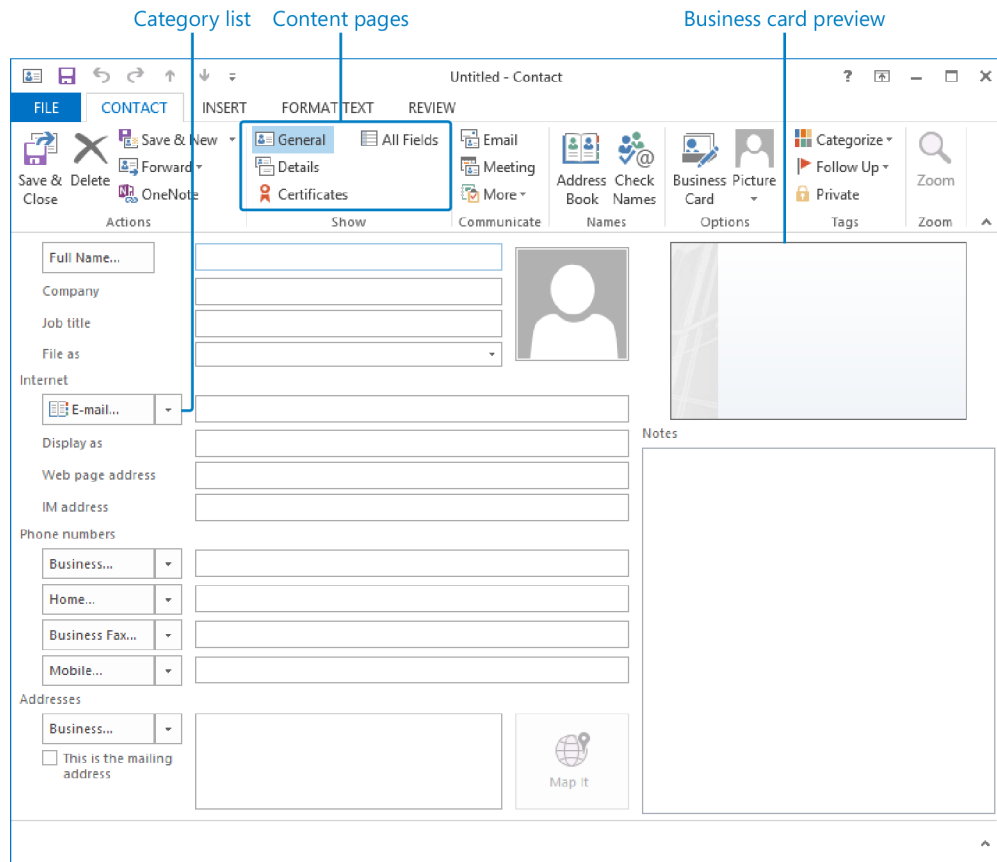 Category list Content pages Business card preview
Untitled - Contact ?
FILE CONTACT INSERT FORMAT TEXT REVIEW
Save & Close
Delete
Save & New
Forward
OneNote
Actions
General All Fields
Details
Certificates
Show
Email
Meeting
More
Communicate
Address Book
Check Names
Names
Business Card
Picture
Options
Categorize
Follow Up
Private
Tags
Zoom
Zoom
Full Name...
Company
Job title
File as
Internet
E-mail...
Display as
Web page address
IM address
Phone numbers
Business...
Home...
Business Fax...
Mobile...
Addresses
Business...
This is the mailing
address
Map It
Notes